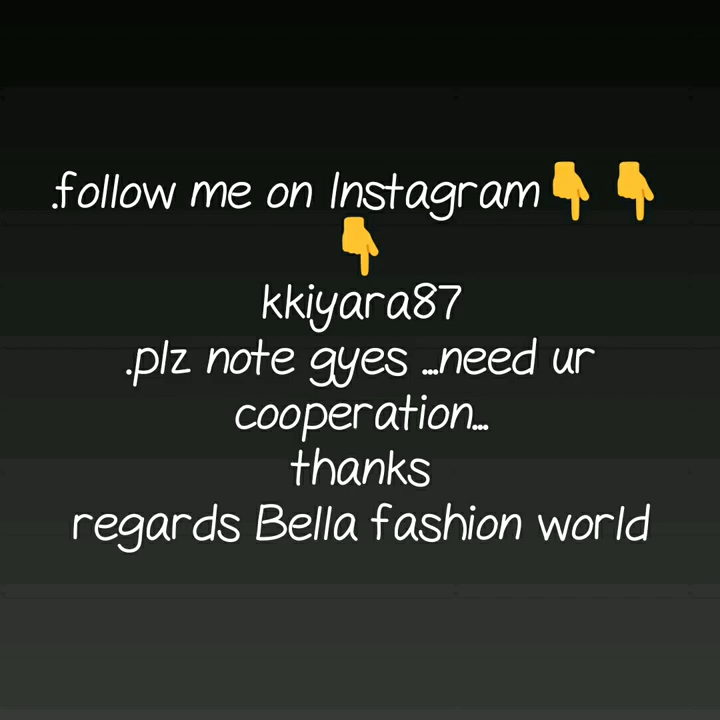 .follow me on Instagram👇 👇
👇
kkiyara87
.plz note gyes ...need ur
cooperation...
thanks
regards Bella fashion world